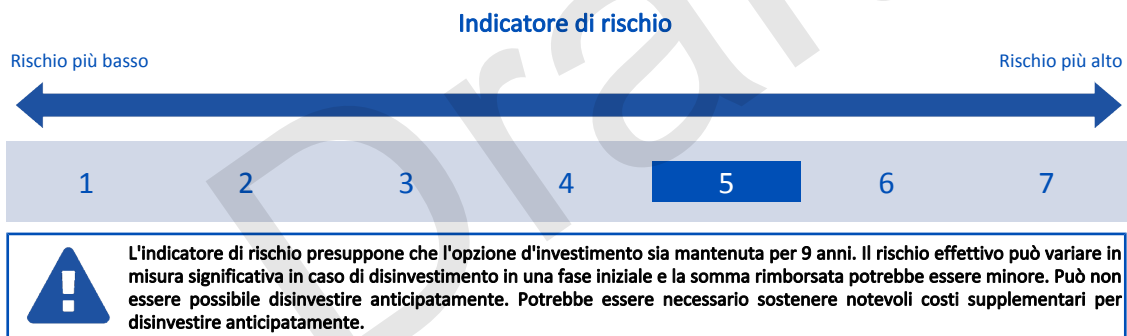 Indicatore di rischio
Rischio più basso
Rischio più alto
1 2 3 4 5 6 7
L'indicatore di rischio presuppone che l'opzione d'investimento sia mantenuta per 9 anni. Il rischio effettivo può variare in
misura significativa in caso di disinvestimento in una fase iniziale e la somma rimborsata potrebbe essere minore. Può non
essere possibile disinvestire anticipatamente. Potrebbe essere necessario sostenere notevoli costi supplementari per
disinvestire anticipatamente.